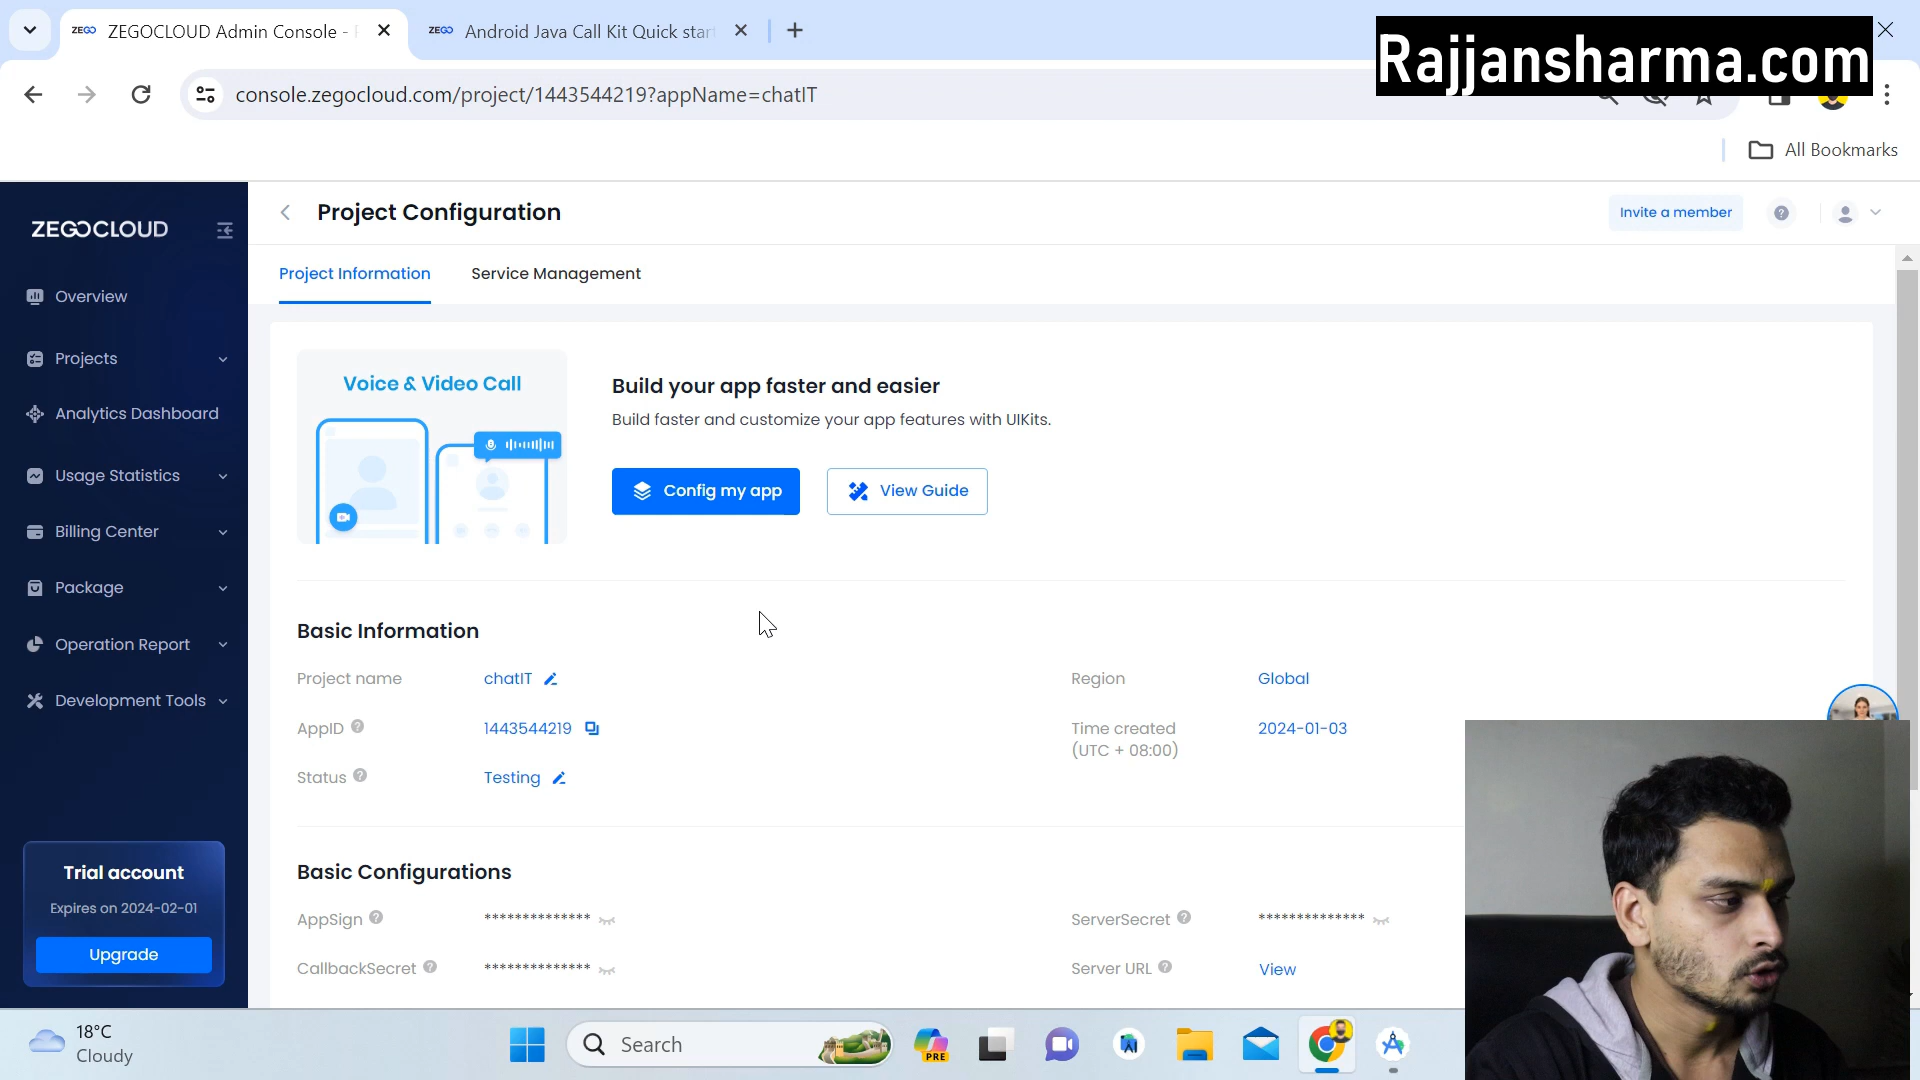 ZEGO ZEGOCLOUD Admin Console -
ZEGO Android Java Call Kit Quick star
Rajjansharma.com
console.zegocloud.com/project/1443544219?appName=chatIT
All Bookmarks
ZEGOCLOUD
Project Configuration
Invite a member
Project Information
Service Management
Overview
Projects
Analytics Dashboard
Usage Statistics
Billing Center
Package
Operation Report
Development Tools
Voice & Video Call
Build your app faster and easier
Build faster and customize your app features with UIKits.
Config my app
View Guide
Basic Information
Project name chatIT
Region Global
AppID 1443544219
Time created
(UTC + 08:00)
2024-01-03
Status Testing
Basic Configurations
AppSign **************
ServerSecret **************
CallbackSecret **************
Server URL View
Trial account
Expires on 2024-02-01
Upgrade
18°C
Cloudy
Search
PRE